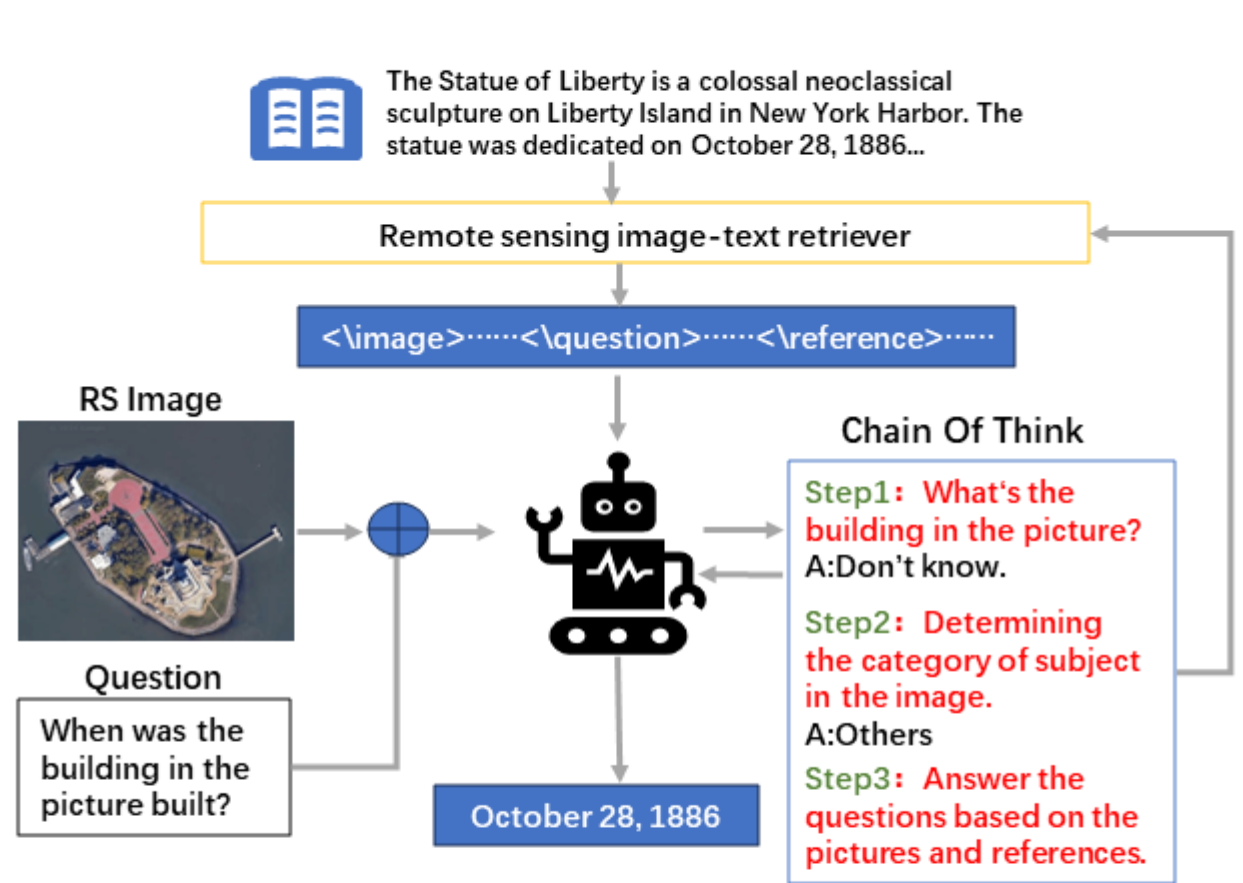 The Statue of Liberty is a colossal neoclassical
sculpture on Liberty Island in New York Harbor. The
statue was dedicated on October 28, 1886...
Remote sensing image-text retriever
<\image>……<\question>……<\reference>……
RS Image
Question
When was the
building in the
picture built?
Chain Of Think
Step1：What‘s the
building in the picture?
A:Don’t know.
Step2：Determining
the category of subject
in the image.
A:Others
Step3：Answer the
questions based on the
pictures and references.
October 28, 1886